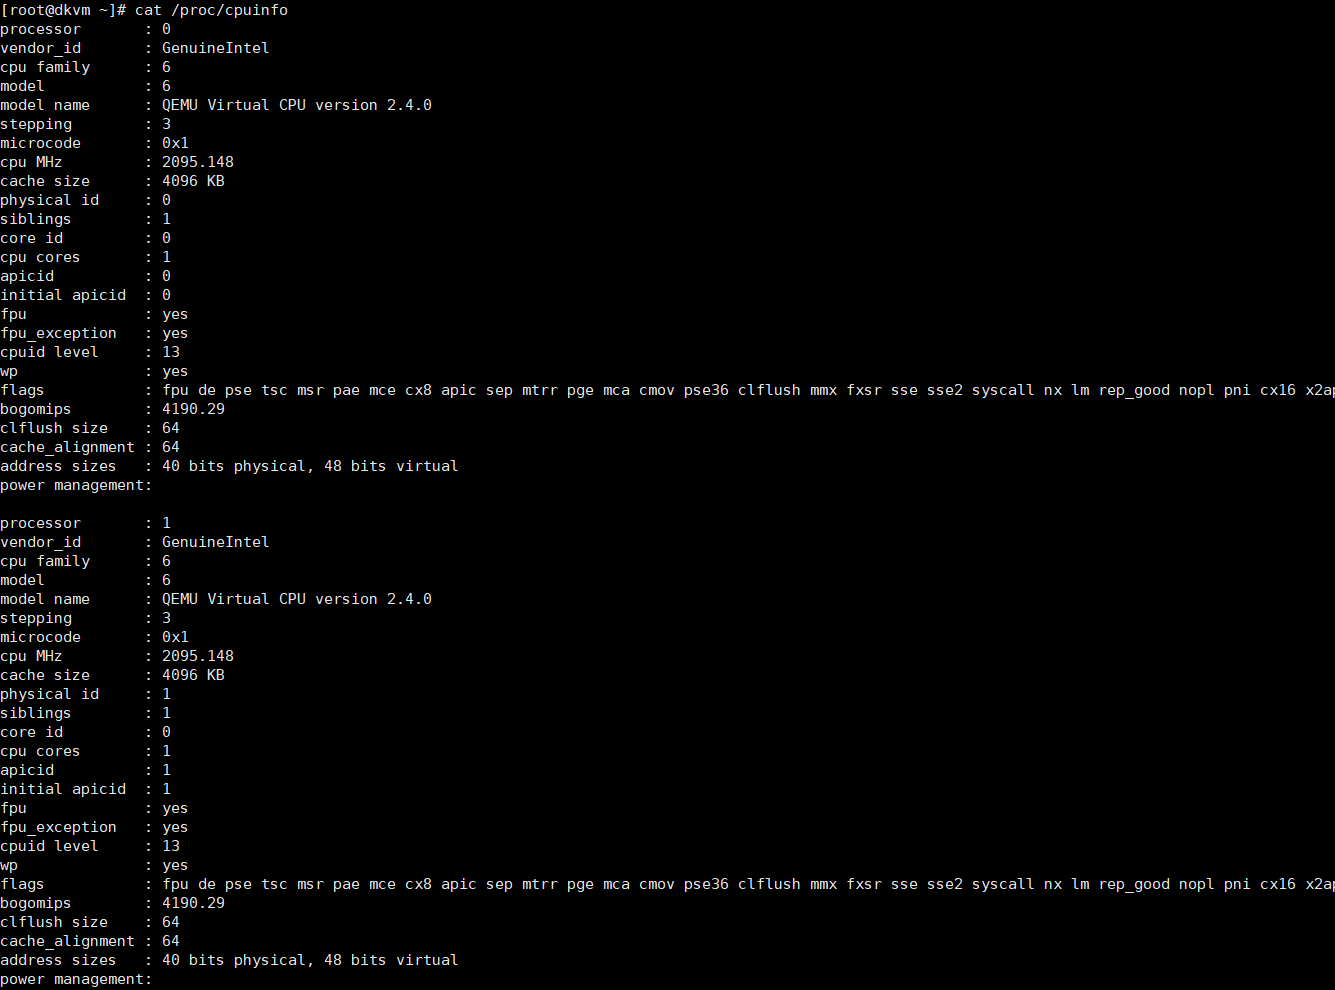 [root@dkvm ~]# cat /proc/cpuinfo
processor       : 0
vendor_id       : GenuineIntel
cpu family      : 6
model           : 6
model name      : QEMU Virtual CPU version 2.4.0
stepping        : 3
microcode       : 0x1
cpu MHz         : 2095.148
cache size      : 4096 KB
physical id     : 0
siblings        : 1
core id         : 0
cpu cores       : 1
apicid          : 0
initial apicid  : 0
fpu             : yes
fpu_exception   : yes
cpuid level     : 13
wp              : yes
flags           : fpu de pse tsc msr pae mce cx8 apic sep mtrr pge mca cmov pse36 clflush mmx fxsr sse sse2 syscall nx lm rep_good nopl pni cx16
bogomips        : 4190.29
clflush size    : 64
cache_alignment : 64
address sizes   : 40 bits physical, 48 bits virtual
power management:

processor       : 1
vendor_id       : GenuineIntel
cpu family      : 6
model           : 6
model name      : QEMU Virtual CPU version 2.4.0
stepping        : 3
microcode       : 0x1
cpu MHz         : 2095.148
cache size      : 4096 KB
physical id     : 1
siblings        : 1
core id         : 0
cpu cores       : 1
apicid          : 1
initial apicid  : 1
fpu             : yes
fpu_exception   : yes
cpuid level     : 13
wp              : yes
flags           : fpu de pse tsc msr pae mce cx8 apic sep mtrr pge mca cmov pse36 clflush mmx fxsr sse sse2 syscall nx lm rep_good nopl pni cx16
bogomips        : 4190.29
clflush size    : 64
cache_alignment : 64
address sizes   : 40 bits physical, 48 bits virtual
power management: